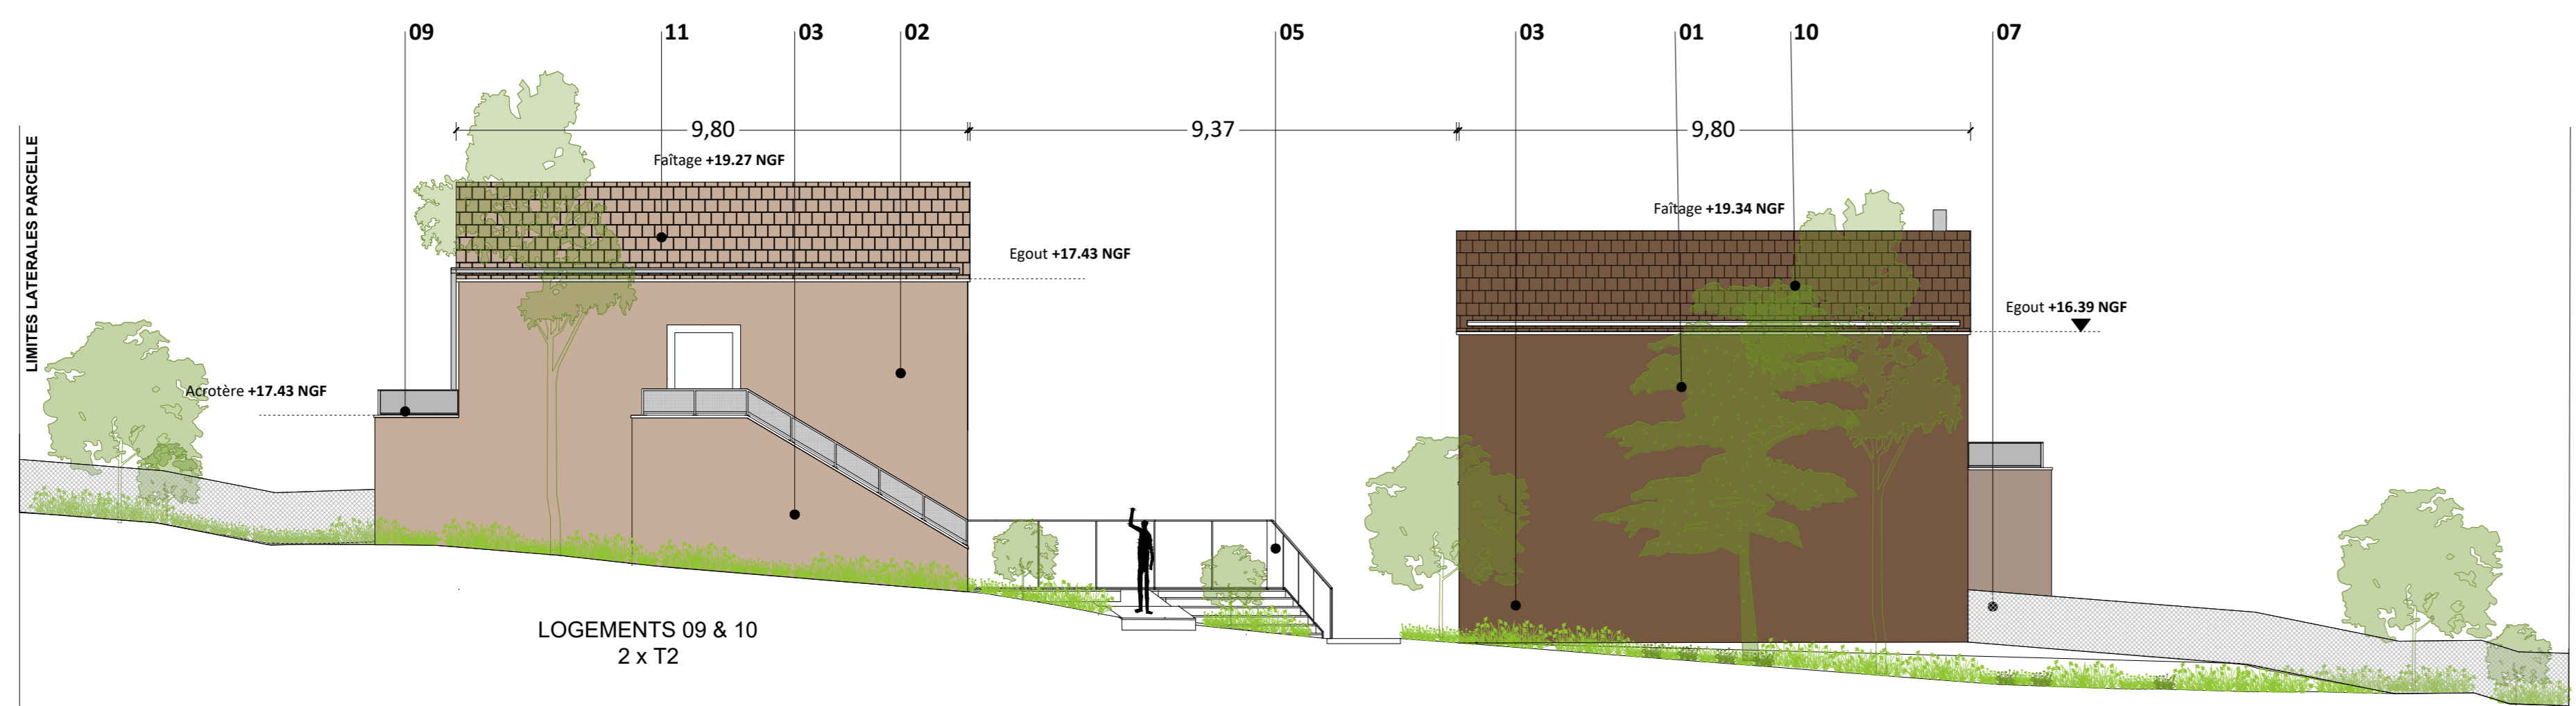 09 11 03 02 05 03 01 10 07
9,80 9,37 9,80
LIMITES LATERALES PARCELLE
Faîtage +19.27 NGF
Faîtage +19.34 NGF
Egout +17.43 NGF
Egout +16.39 NGF
Acrotère +17.43 NGF
LOGEMENTS 09 & 10
2 x T2